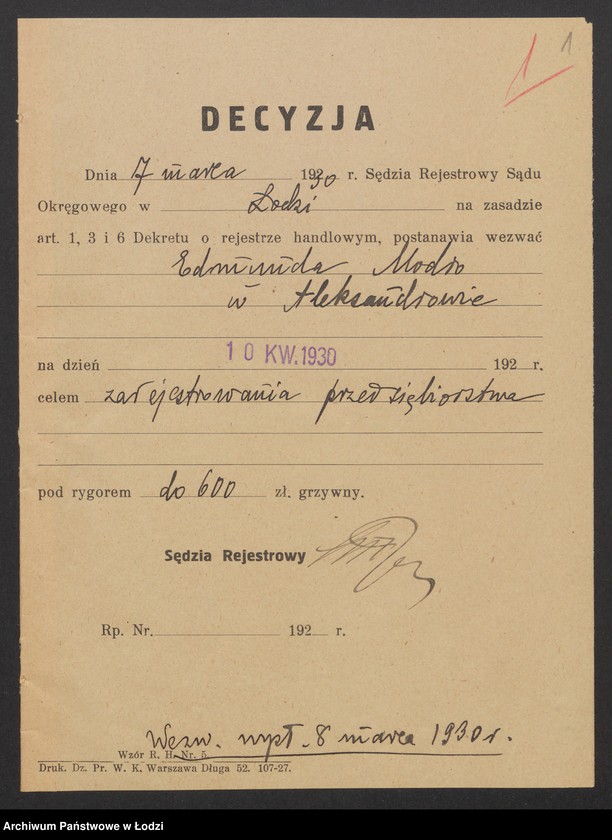 1 1
DECYZJA
Dnia 7 marca 1930 r. Sędzia Rejestrowy Sądu
Okręgowego w Łodzi na zasadzie
art. 1, 3 i 6 Dekretu o rejestrze handlowym, postanawia wezwać
Edmunda Modro
w Aleksandrowie
10 KW. 1930
na dzień 192 r.
celem zarejestrowania przedsiębiorstwa
pod rygorem do 600 zł. grzywny.
Sędzia Rejestrowy
Rp. Nr. 192 r.
Wezw. wypł. 8 marca 1930 r.
Wzór R. H. Nr. 5.
Druk. Dz. Pr. W. K. Warszawa Długa 52. 107-27.
Archiwum Państwowe w Łodzi